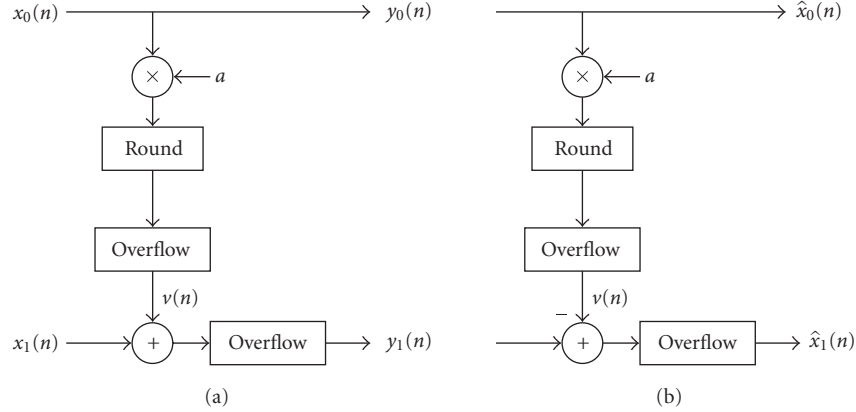 x₀(n)
y₀(n)
×
a
Round
Overflow
v(n)
x₁(n)
+
Overflow
y₁(n)
(a)
x̂₀(n)
×
a
Round
Overflow
v(n)
−
+
Overflow
x̂₁(n)
(b)